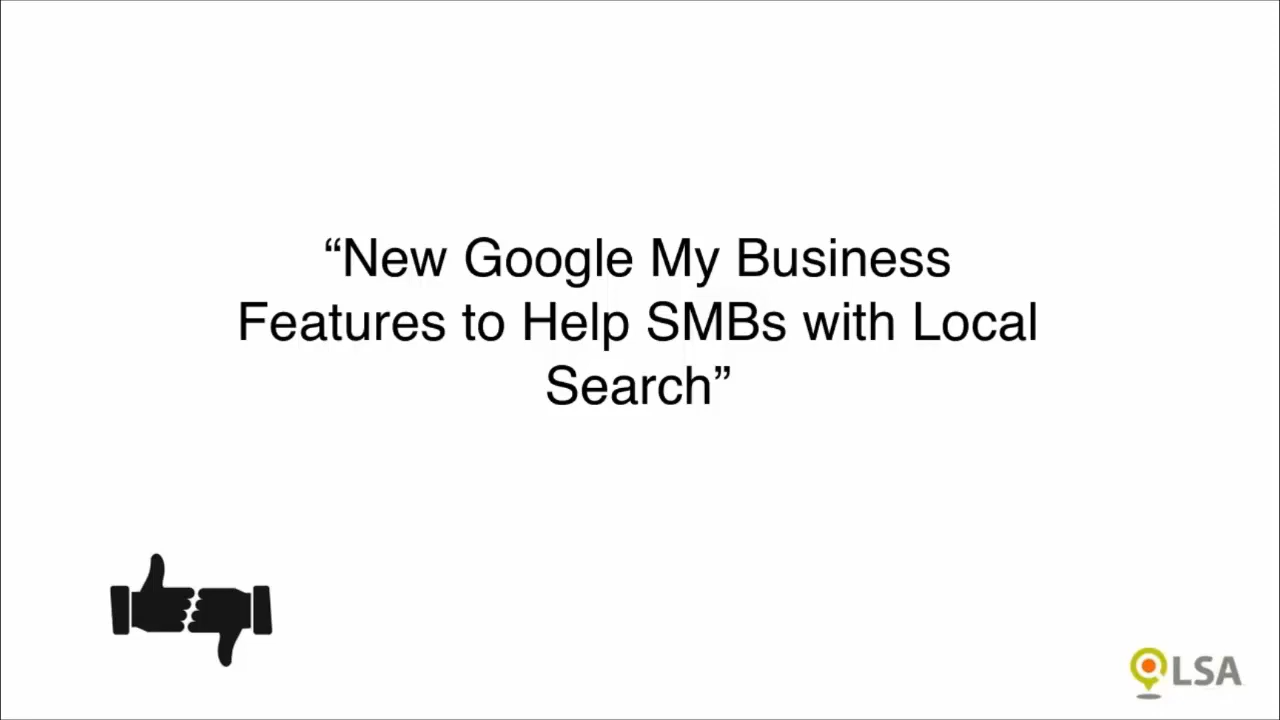 “New Google My Business
Features to Help SMBs with Local
Search”
LSA